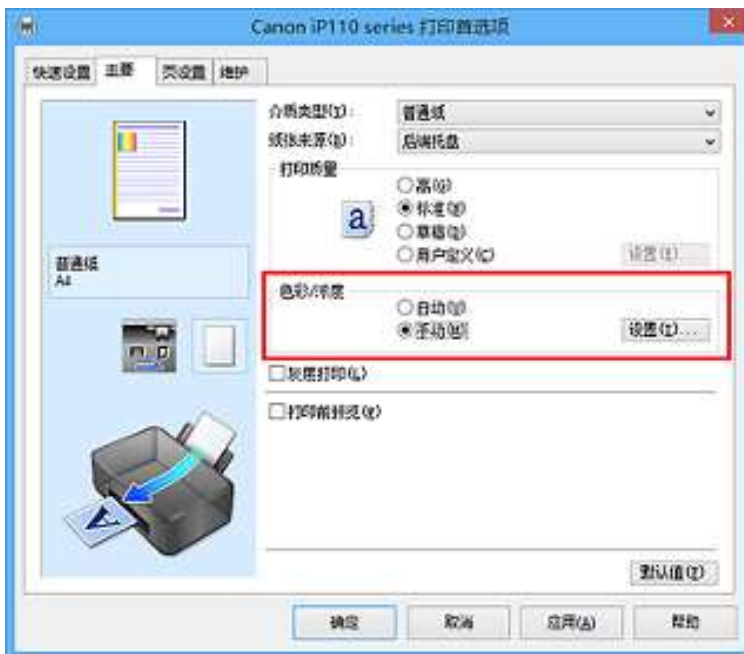 Canon iP110 series 打印首选项
快速设置 主要 页设置 维护
介质类型(Y): 普通纸
纸张来源(R): 后端托盘
打印质量
高(G)
a
标准(D)
草稿(Q)
用户定义(C) 设置(E)...
普通纸
A4
色彩/浓度
自动(U)
手动(M) 设置(I)...
灰度打印(L)
打印前预览(W)
A
默认值(T)
确定 取消 应用(A) 帮助